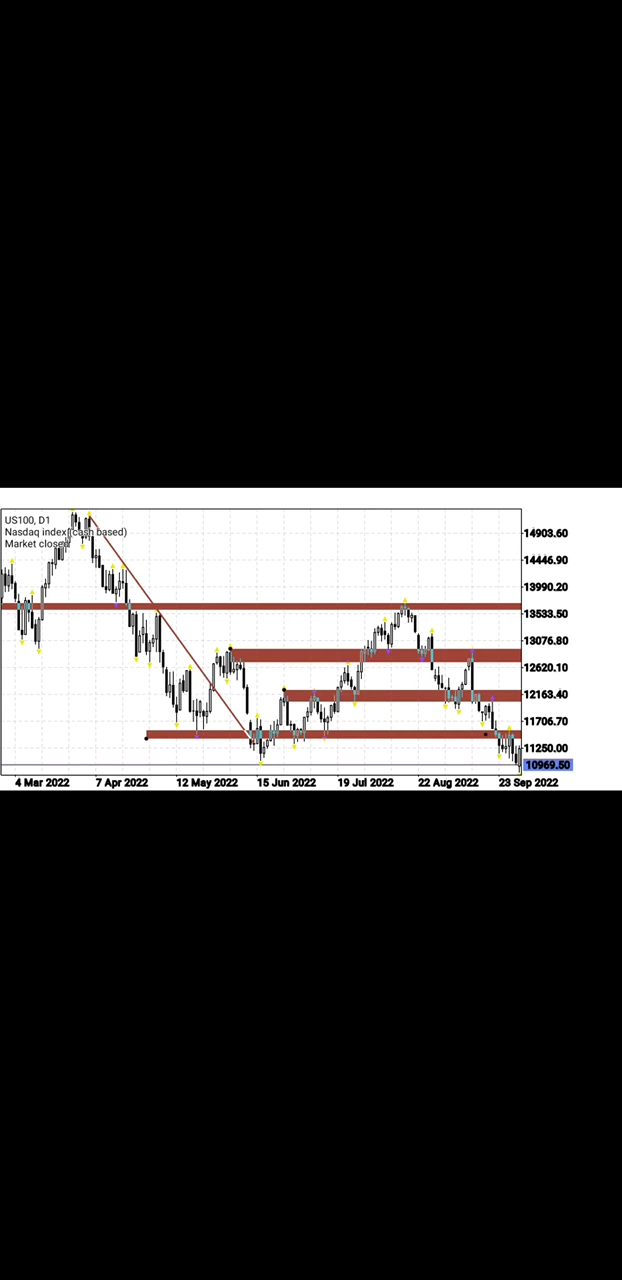 US100, D1
Nasdaq index (cash based)
Market closed
14903.60
14446.90
13990.20
13533.50
13076.80
12620.10
12163.40
11706.70
11250.00
10969.50
4 Mar 2022 7 Apr 2022 12 May 2022 15 Jun 2022 19 Jul 2022 22 Aug 2022 23 Sep 2022